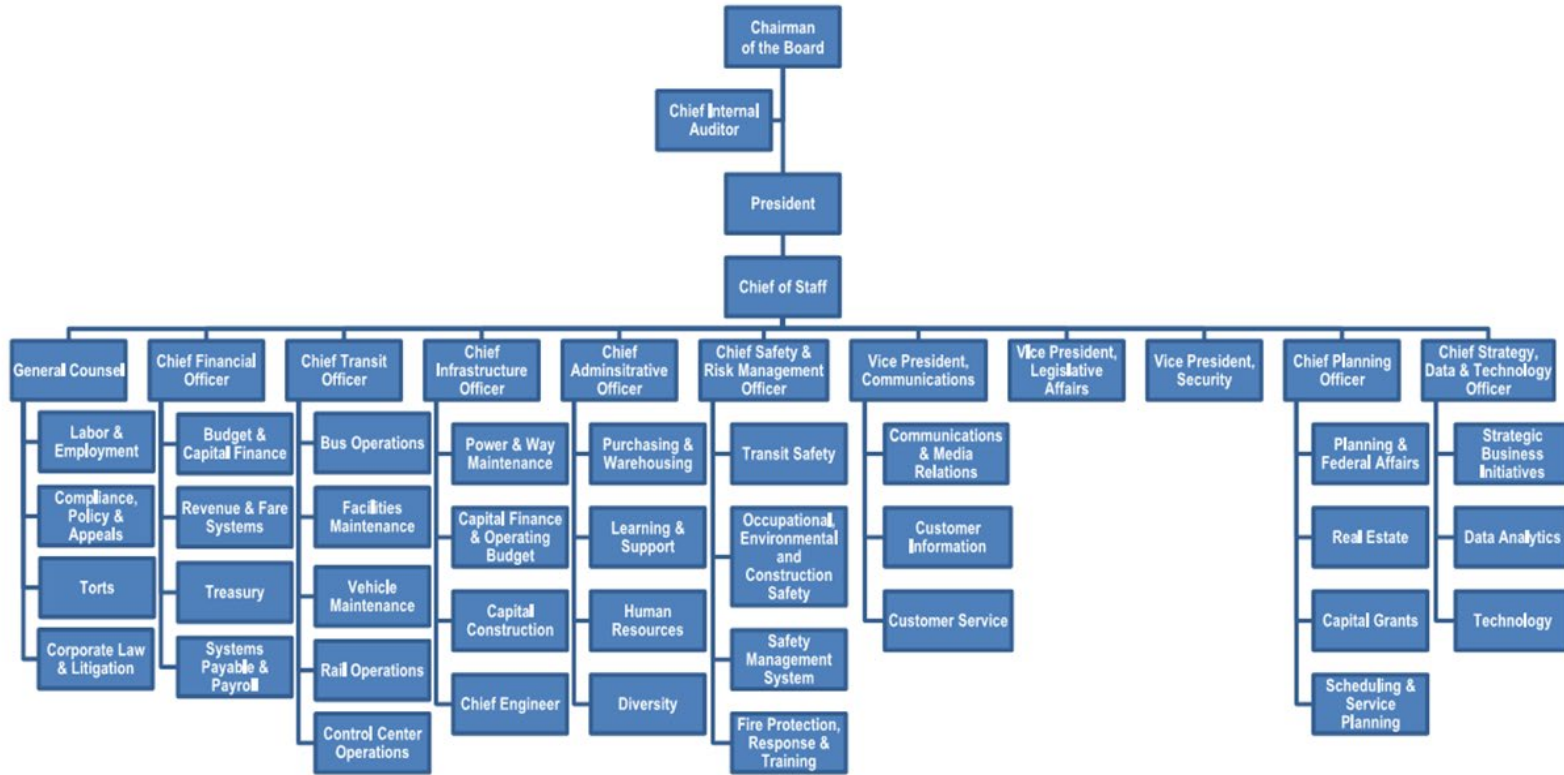 Chairman
of the Board
Chief Internal
Auditor
President
Chief of Staff
General Counsel
Chief Financial
Officer
Chief Transit
Officer
Chief
Infrastructure
Officer
Chief
Adminsitrative
Officer
Chief Safety &
Risk Management
Officer
Vice President,
Communications
Vice President,
Legislative
Affairs
Vice President,
Security
Chief Planning
Officer
Chief Strategy,
Data & Technology
Officer
Labor &
Employment
Compliance,
Policy &
Appeals
Torts
Corporate Law
& Litigation
Budget &
Capital Finance
Revenue & Fare
Systems
Treasury
Systems
Payable &
Payroll
Bus Operations
Facilities
Maintenance
Vehicle
Maintenance
Rail Operations
Control Center
Operations
Power & Way
Maintenance
Capital Finance
& Operating
Budget
Capital
Construction
Chief Engineer
Purchasing &
Warehousing
Learning &
Support
Human
Resources
Diversity
Transit Safety
Occupational,
Environmental
and
Construction
Safety
Safety
Management
System
Fire Protection,
Response &
Training
Communications
& Media
Relations
Customer
Information
Customer Service
Planning &
Federal Affairs
Real Estate
Capital Grants
Scheduling &
Service
Planning
Strategic
Business
Initiatives
Data Analytics
Technology